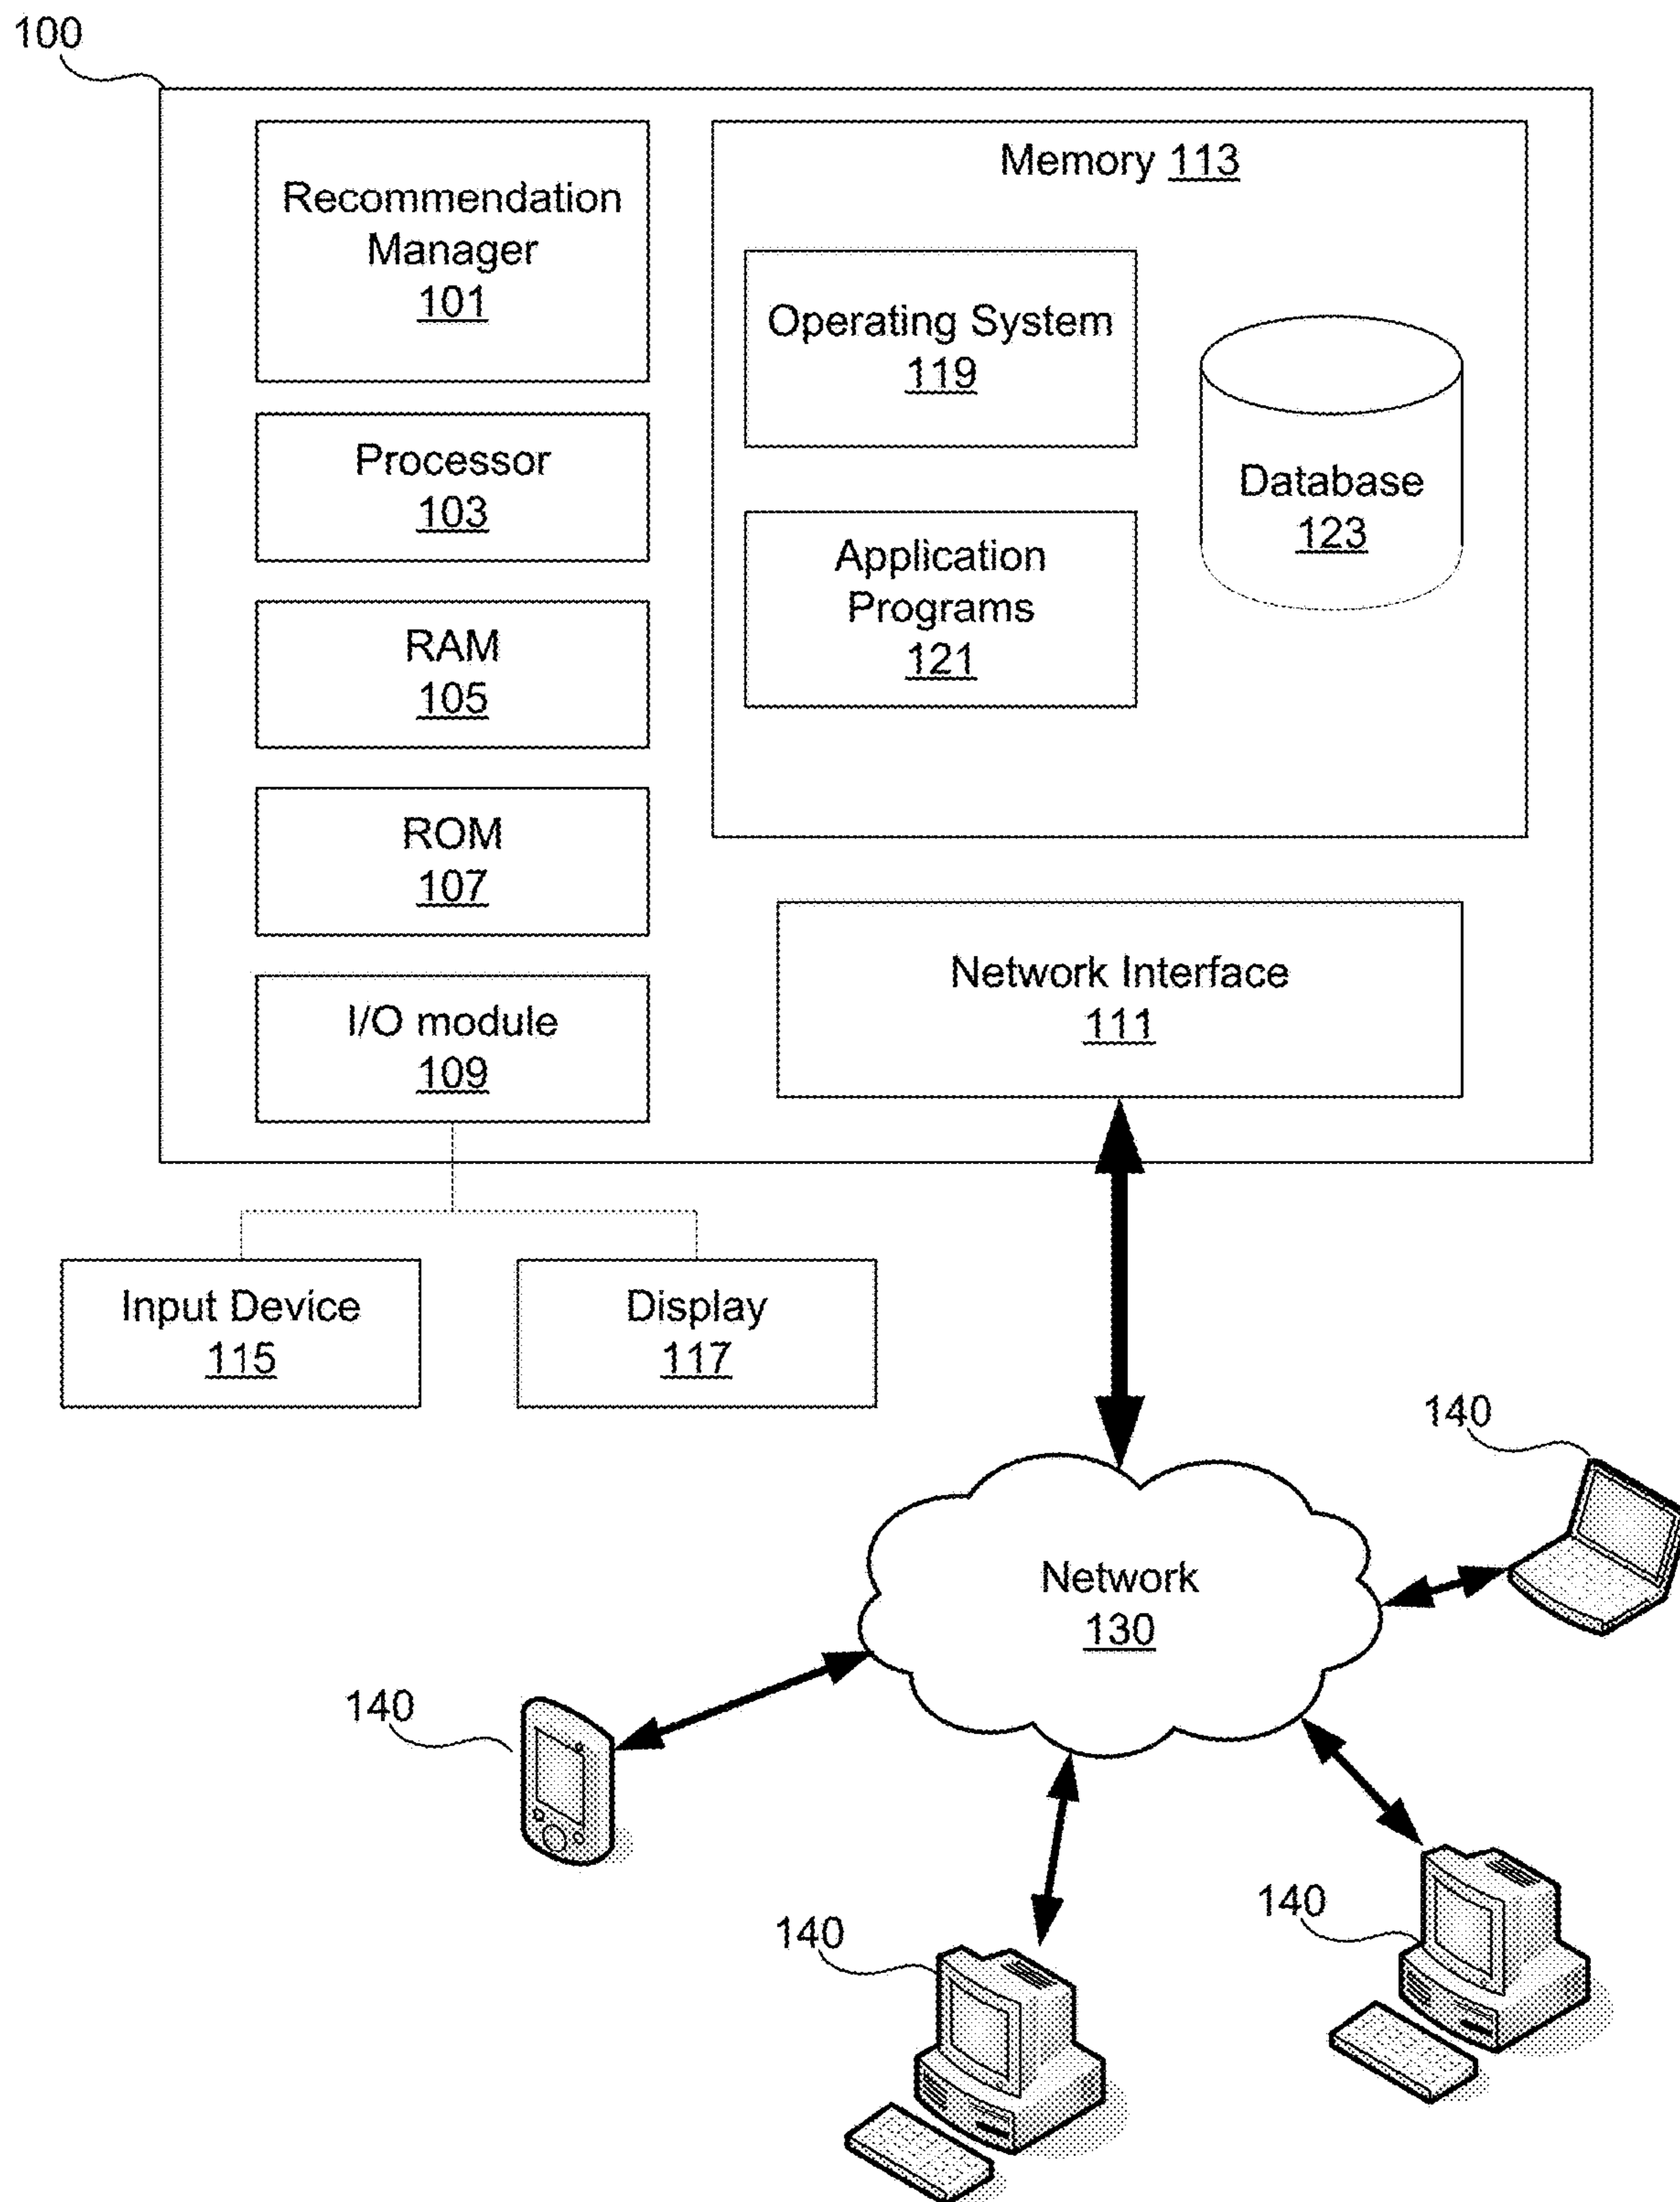 100
Recommendation
Manager
101
Processor
103
RAM
105
ROM
107
I/O module
109
Memory 113
Operating System
119
Application
Programs
121
Database
123
Network Interface
111
Input Device
115
Display
117
140
Network
130
140
140
140